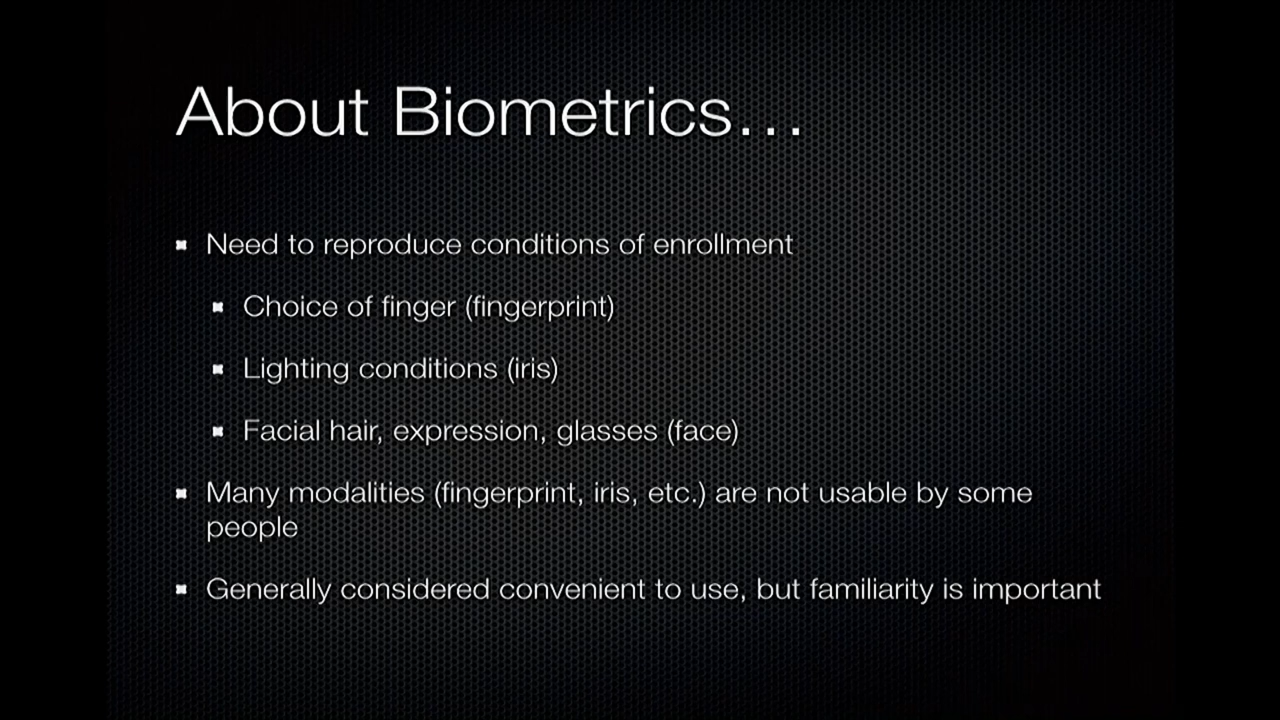 About Biometrics…
Need to reproduce conditions of enrollment
Choice of finger (fingerprint)
Lighting conditions (iris)
Facial hair, expression, glasses (face)
Many modalities (fingerprint, iris, etc.) are not usable by some
people
Generally considered convenient to use, but familiarity is important